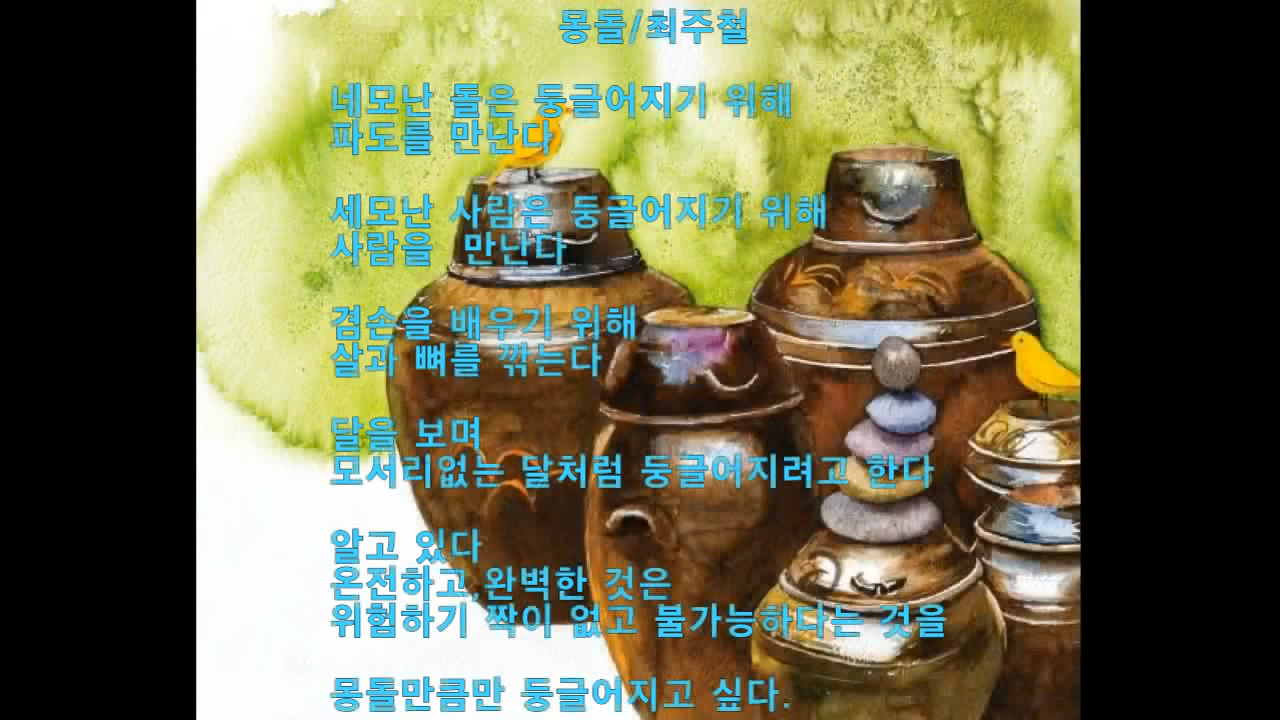 몽돌/최주철
네모난 돌은 둥글어지기 위해
파도를 만난다
세모난 사람은 둥글어지기 위해
사람을 만난다
겸손을 배우기 위해
살과 뼈를 깎는다
달을 보며
모서리없는 달처럼 둥글어지려고 한다
알고 있다
온전하고,완벽한 것은
위험하기 짝이 없고 불가능하다는 것을
몽돌만큼만 둥글어지고 싶다.